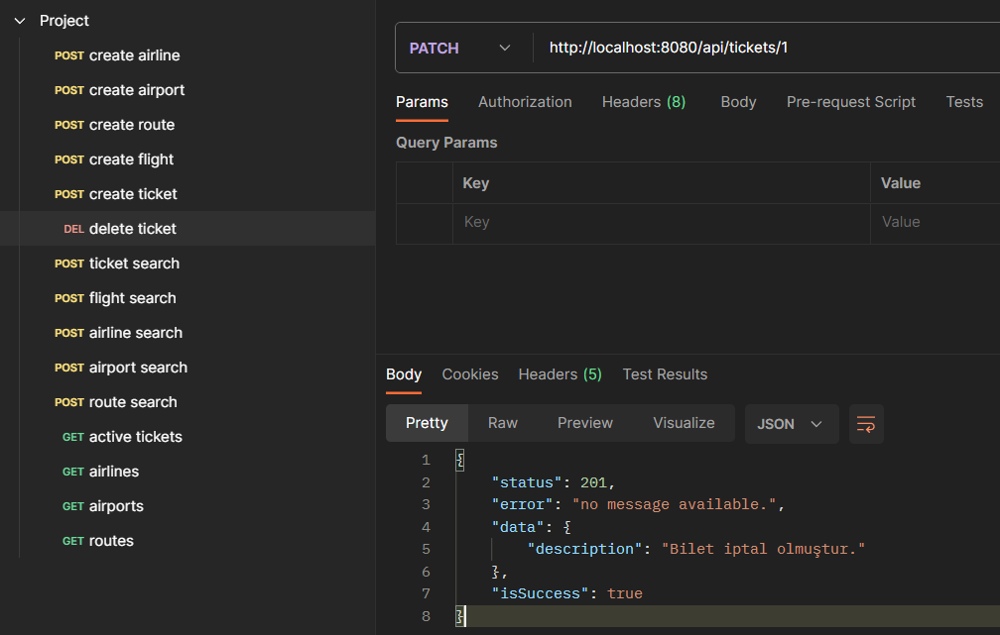 Project
POST create airline
POST create airport
POST create route
POST create flight
POST create ticket
DEL delete ticket
POST ticket search
POST flight search
POST airline search
POST airport search
POST route search
GET active tickets
GET airlines
GET airports
GET routes
PATCH http://localhost:8080/api/tickets/1
Params Authorization Headers (8) Body Pre-request Script Tests
Query Params
Key Value
Key Value
Body Cookies Headers (5) Test Results
Pretty Raw Preview Visualize JSON
1 {
2 "status": 201,
3 "error": "no message available.",
4 "data": {
5 "description": "Bilet iptal olmuştur."
6 },
7 "isSuccess": true
8 }